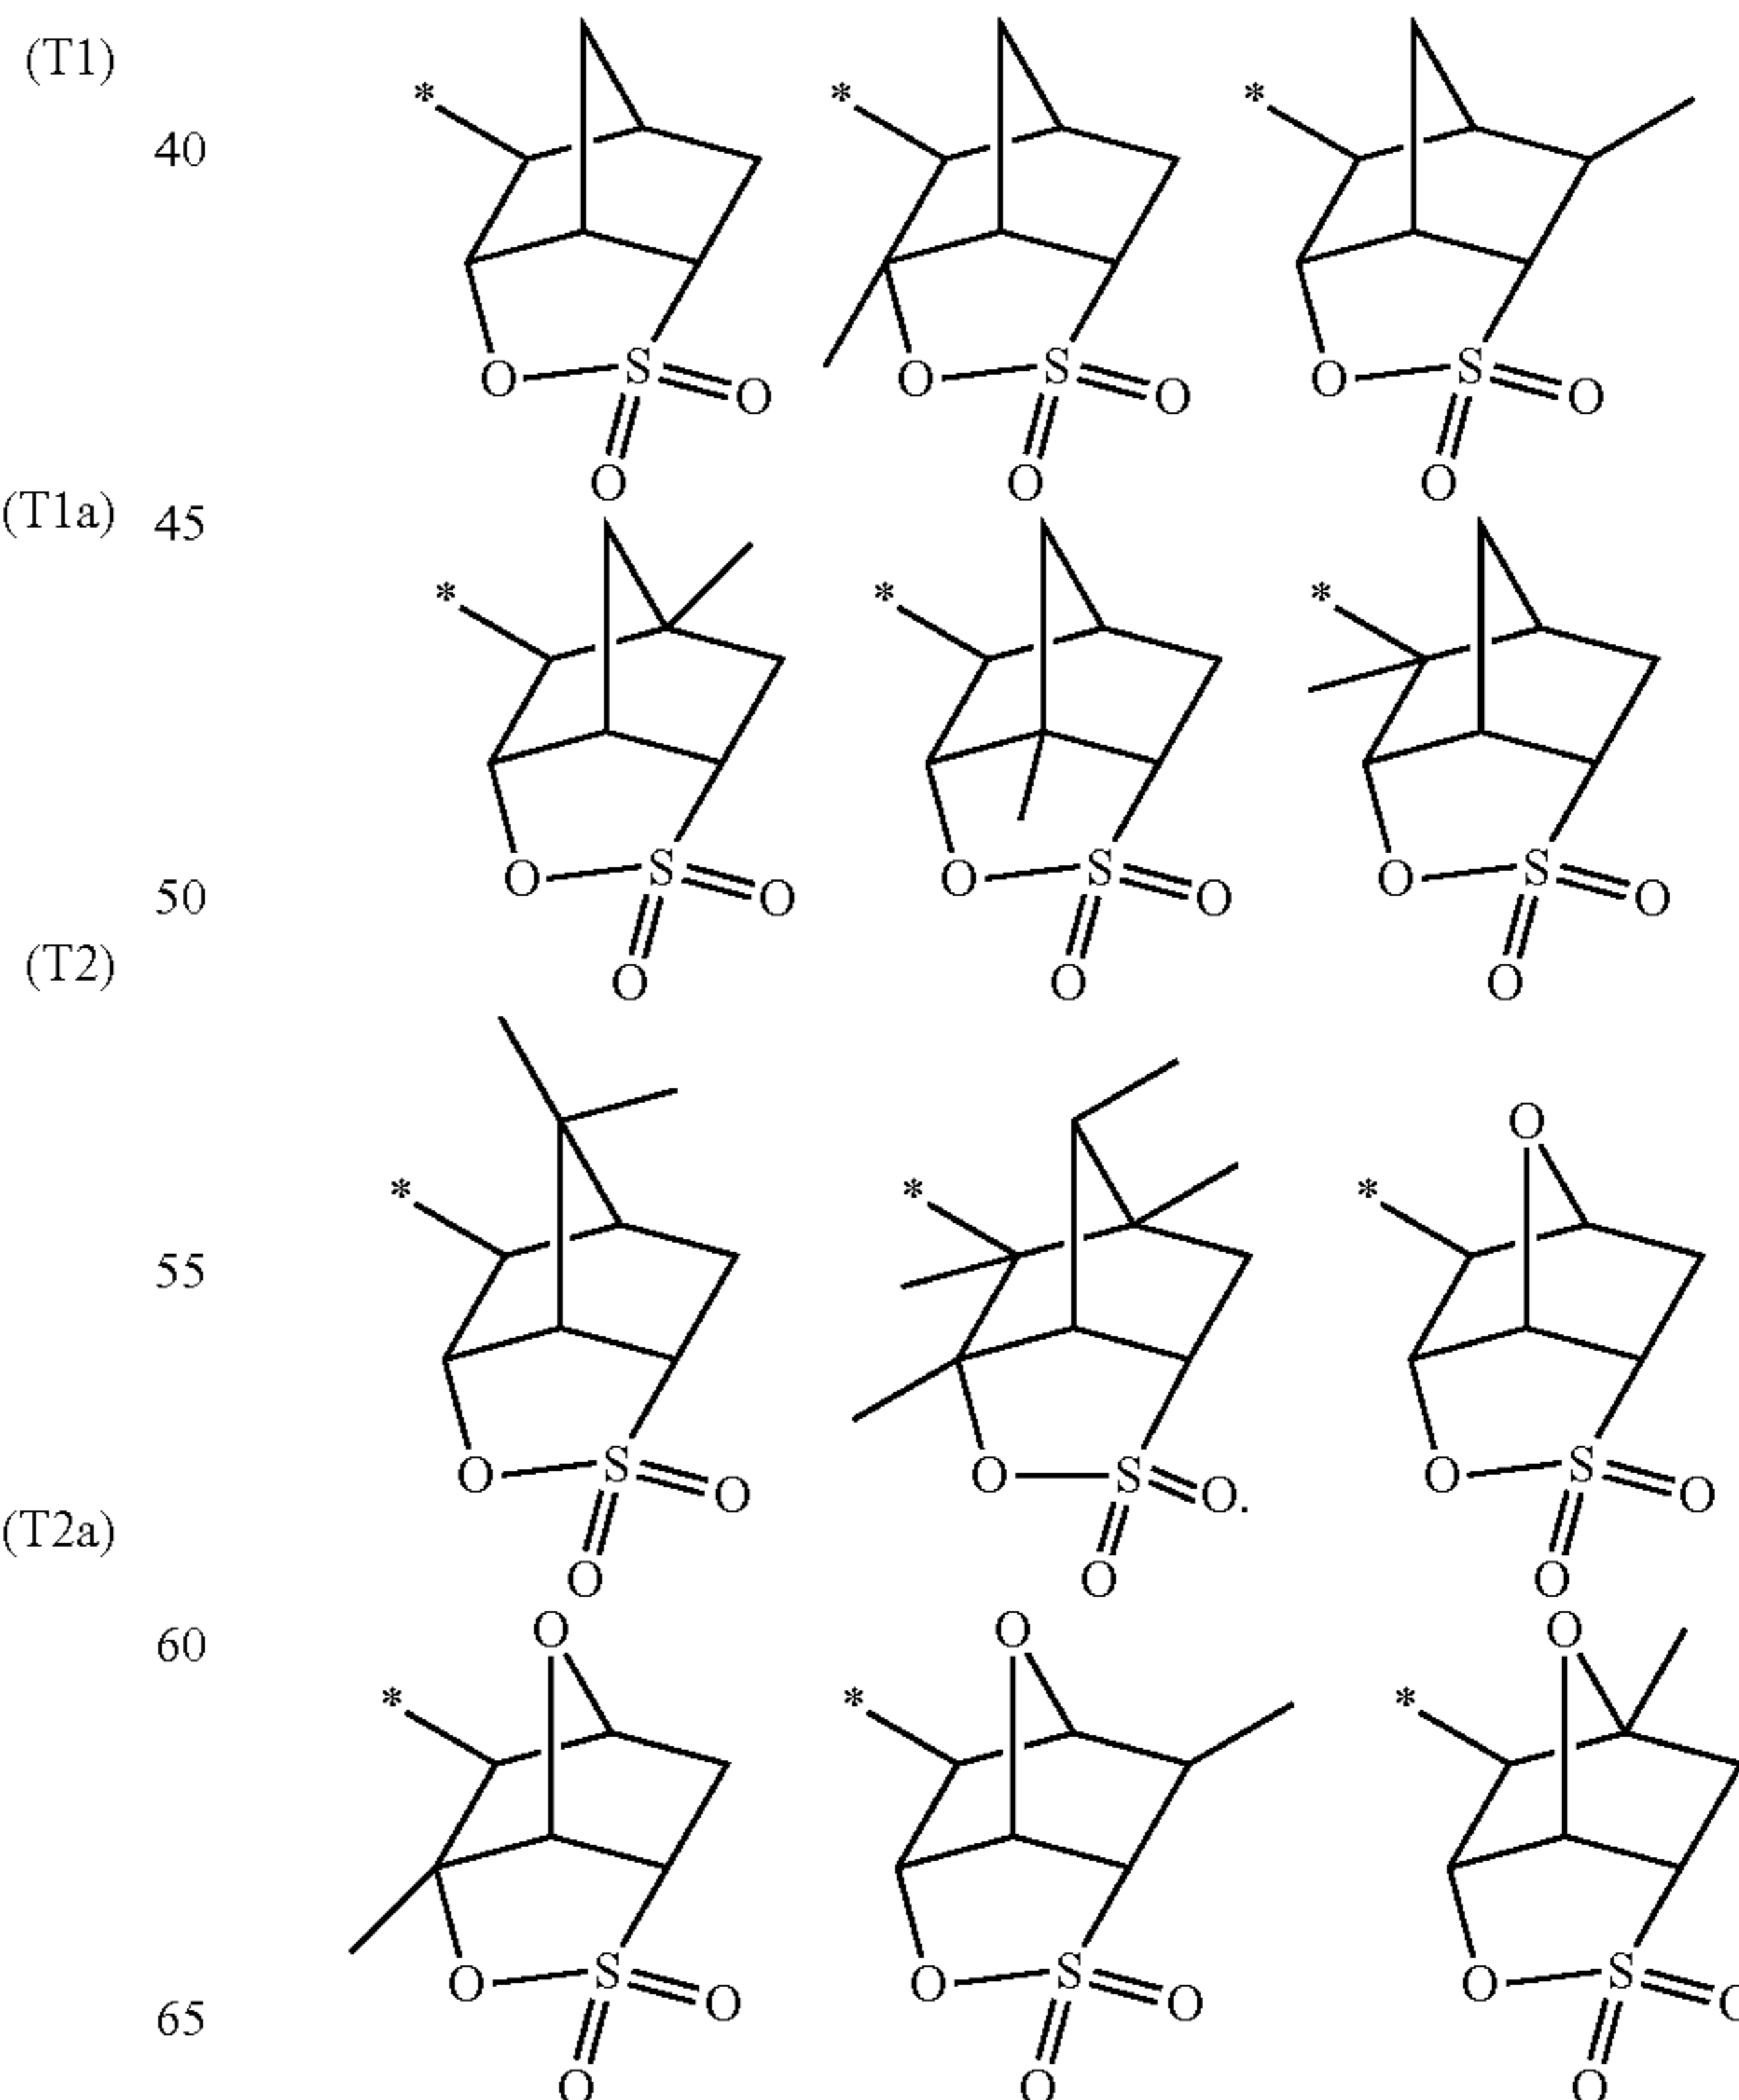 (T1)
40
* * *
O S O O S O O S O
O O O
(T1a) 45
* * *
O S O O S O O S O
50
O O O
(T2)
O
* * *
55
O S O O S O. O S O
(T2a)
O O O
60 O O O
* * *
O S O O S O O S O
65
O O O